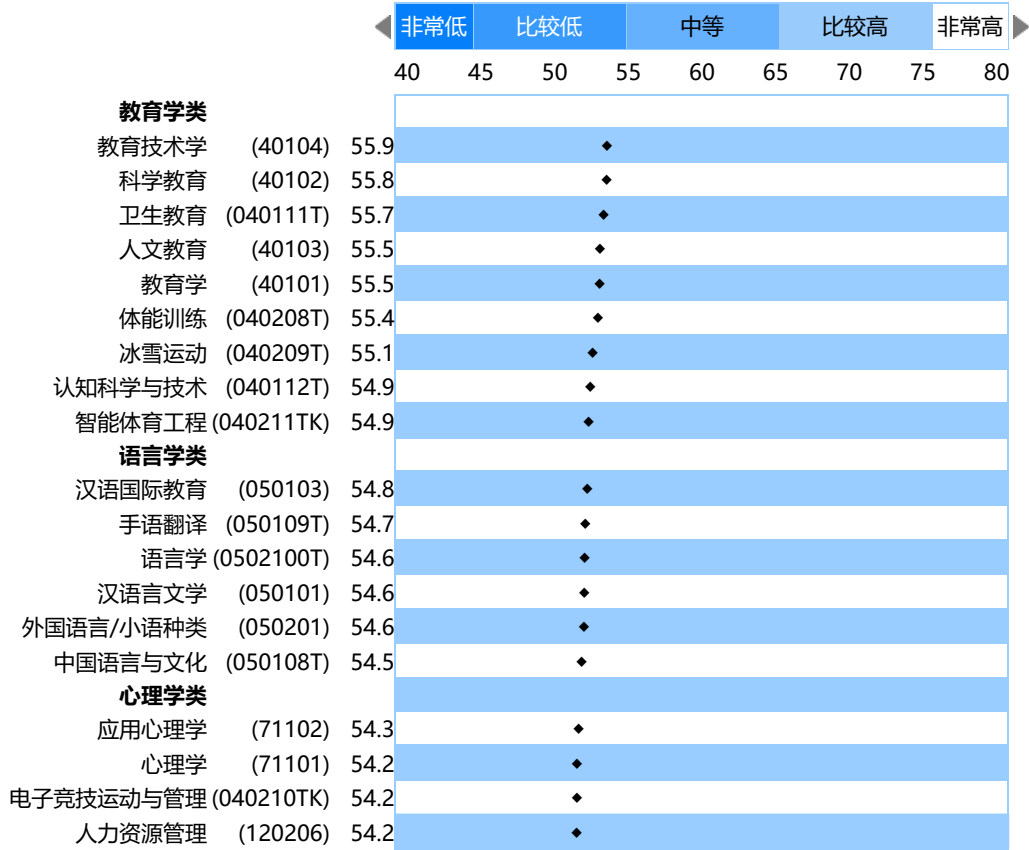 非常低 比较低 中等 比较高 非常高
40 45 50 55 60 65 70 75 80
教育学类
教育技术学 (40104) 55.9
科学教育 (40102) 55.8
卫生教育 (040111T) 55.7
人文教育 (40103) 55.5
教育学 (40101) 55.5
体能训练 (040208T) 55.4
冰雪运动 (040209T) 55.1
认知科学与技术 (040112T) 54.9
智能体育工程 (040211TK) 54.9
语言学类
汉语国际教育 (050103) 54.8
手语翻译 (050109T) 54.7
语言学 (0502100T) 54.6
汉语言文学 (050101) 54.6
外国语言/小语种类 (050201) 54.6
中国语言与文化 (050108T) 54.5
心理学类
应用心理学 (71102) 54.3
心理学 (71101) 54.2
电子竞技运动与管理 (040210TK) 54.2
人力资源管理 (120206) 54.2